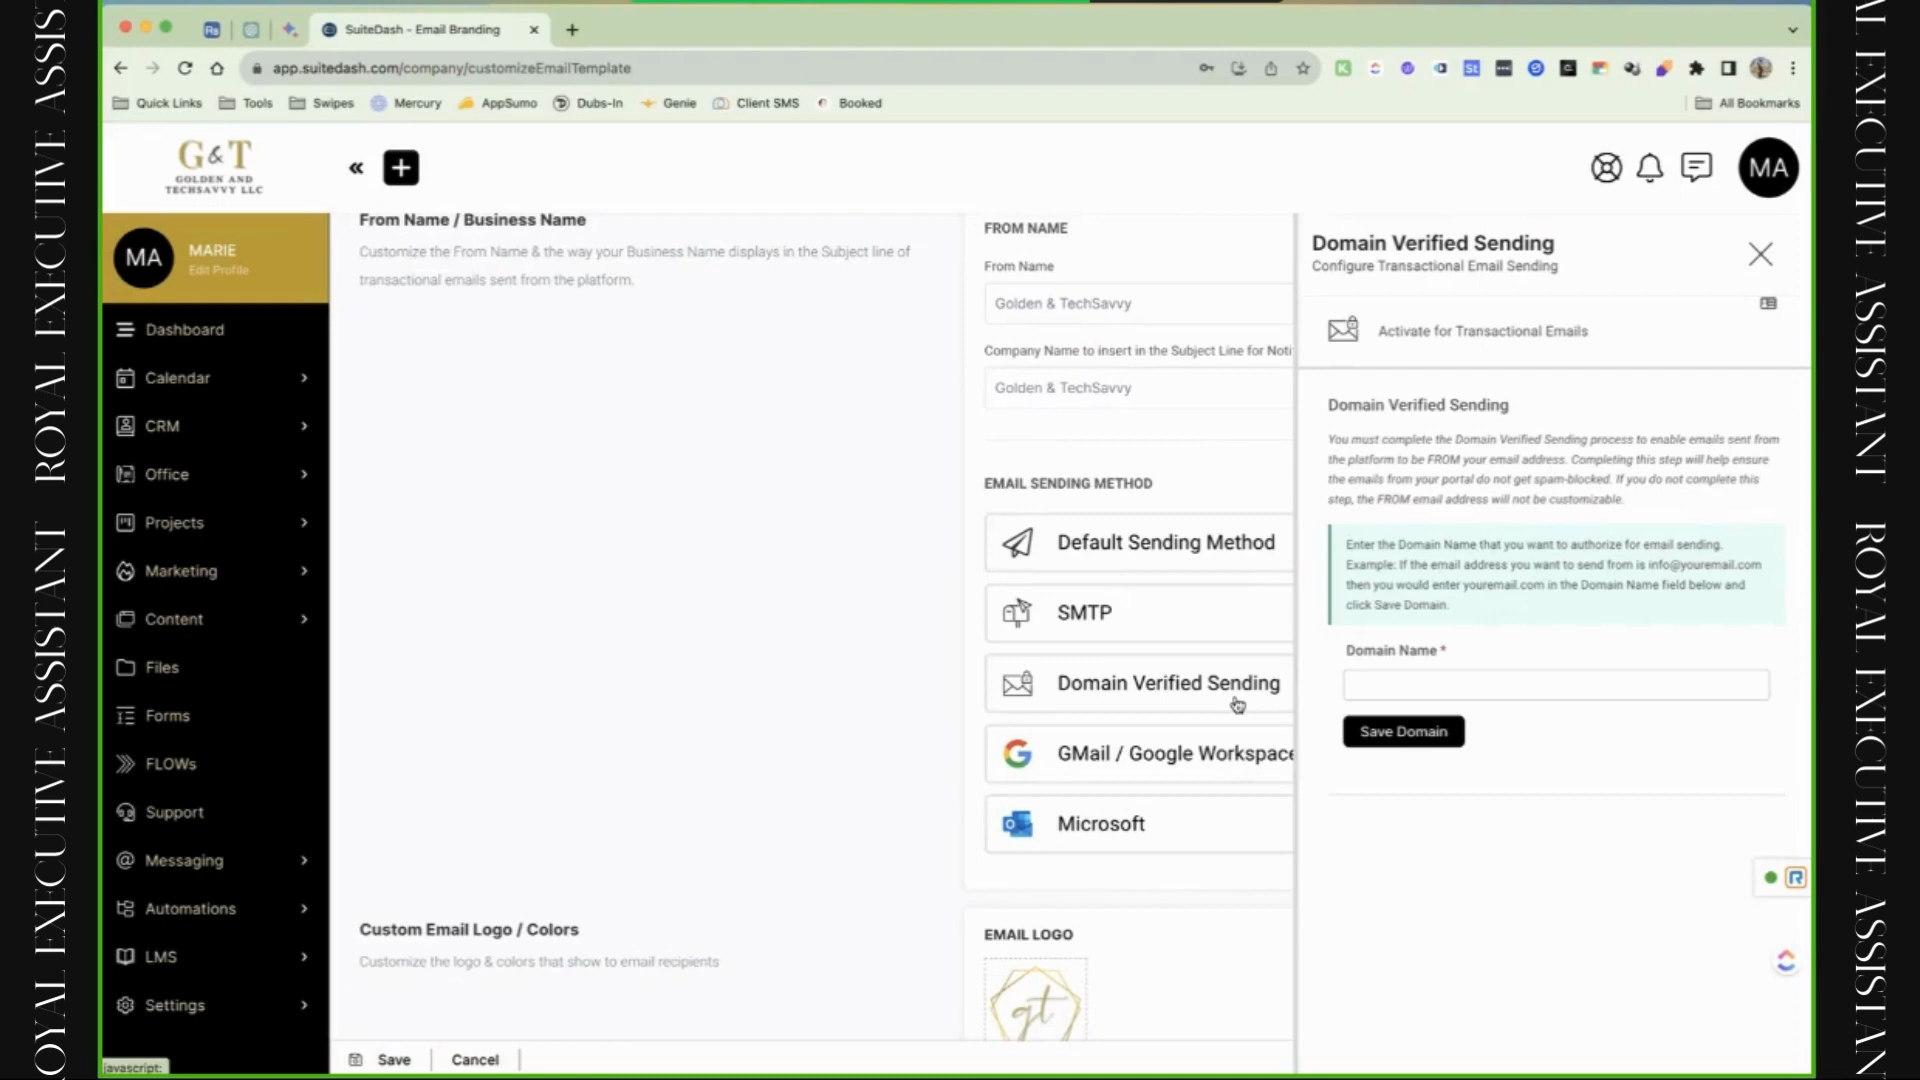 ROYAL EXECUTIVE ASSISTANT
ROYAL EXECUTIVE ASSISTANT
SuiteDash - Email Branding
app.suitedash.com/company/customizeEmailTemplate
Quick Links
Tools
Swipes
Mercury
AppSumo
Dubs-In
Genie
Client SMS
Booked
All Bookmarks
G&T
GOLDEN AND
TECHSAVVY LLC
MA
MA
MARIE
Edit Profile
Dashboard
Calendar
CRM
Office
Projects
Marketing
Content
Files
Forms
FLOWs
Support
Messaging
Automations
LMS
Settings
javascript:
From Name / Business Name
Customize the From Name & the way your Business Name displays in the Subject line of
transactional emails sent from the platform.
Custom Email Logo / Colors
Customize the logo & colors that show to email recipients
Save
Cancel
FROM NAME
From Name
Golden & TechSavvy
Company Name to insert in the Subject Line for Noti
Golden & TechSavvy
EMAIL SENDING METHOD
Default Sending Method
SMTP
Domain Verified Sending
GMail / Google Workspace
Microsoft
EMAIL LOGO
gt
Domain Verified Sending
Configure Transactional Email Sending
Activate for Transactional Emails
Domain Verified Sending
You must complete the Domain Verified Sending process to enable emails sent from
the platform to be FROM your email address. Completing this step will help ensure
the emails from your portal do not get spam-blocked. If you do not complete this
step, the FROM email address will not be customizable.
Enter the Domain Name that you want to authorize for email sending.
Example: If the email address you want to send from is info@youremail.com
then you would enter youremail.com in the Domain Name field below and
click Save Domain.
Domain Name *
Save Domain
ROYAL EXECUTIVE ASSISTANT